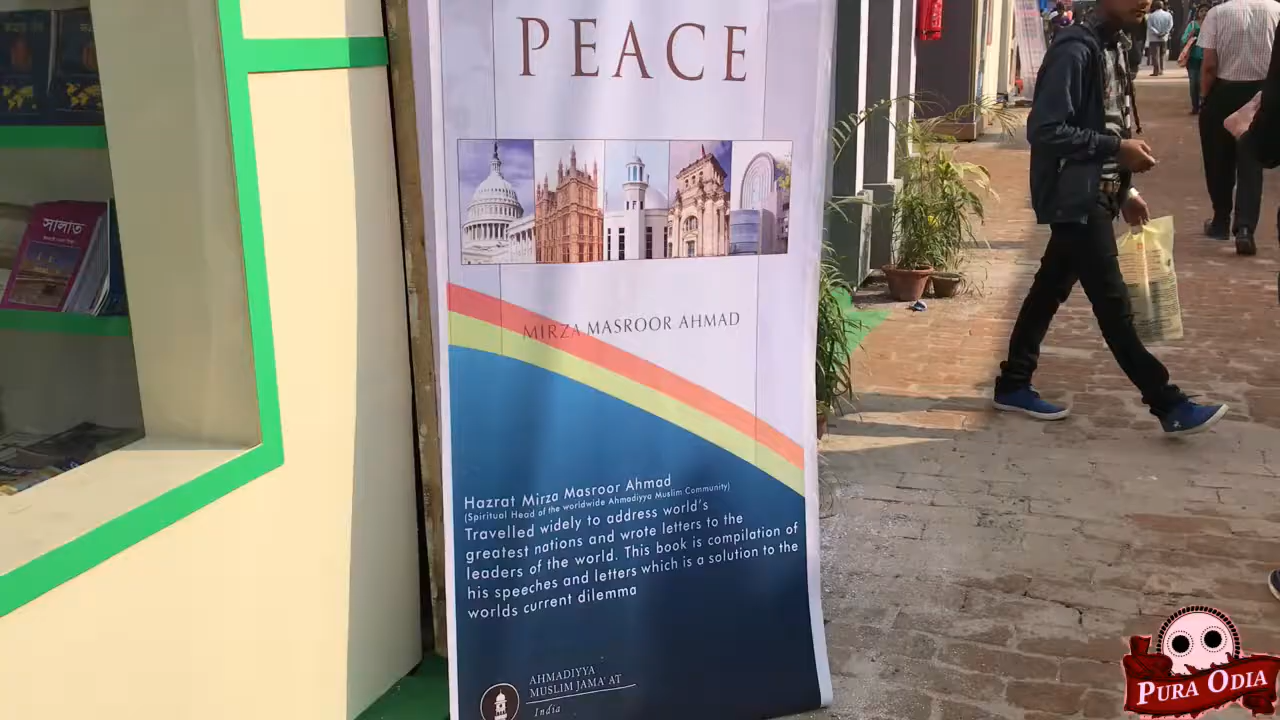 PEACE
MIRZA MASROOR AHMAD
Hazrat Mirza Masroor Ahmad
(Spiritual Head of the worldwide Ahmadiyya Muslim Community)
Travelled widely to address world's
greatest nations and wrote letters to the
leaders of the world. This book is compilation of
his speeches and letters which is a solution to the
worlds current dilemma
AHMADIYYA
MUSLIM JAMA'AT
India
সালাত
PURA ODIA